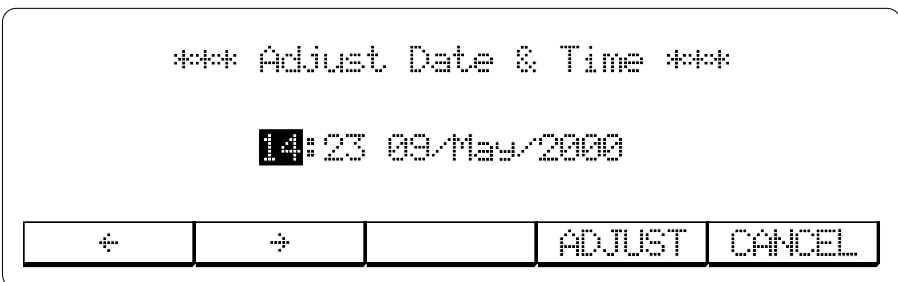 *** Adjust Date & Time ***
14:23 09/May/2000
← → ADJUST CANCEL